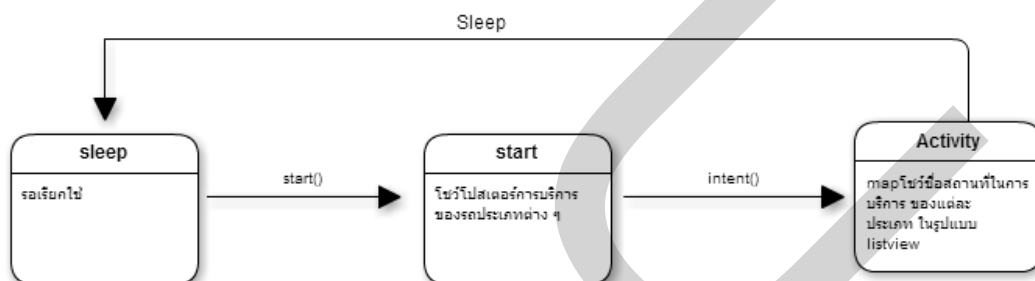 Sleep
sleep
รอเรียกใช้
start()
start
โชว์โปสเตอร์การบริการ
ของรถประเภทต่าง ๆ
intent()
Activity
mapโชว์ชื่อสถานที่ในการ
บริการ ของแต่ละ
ประเภท ในรูปแบบ
listview